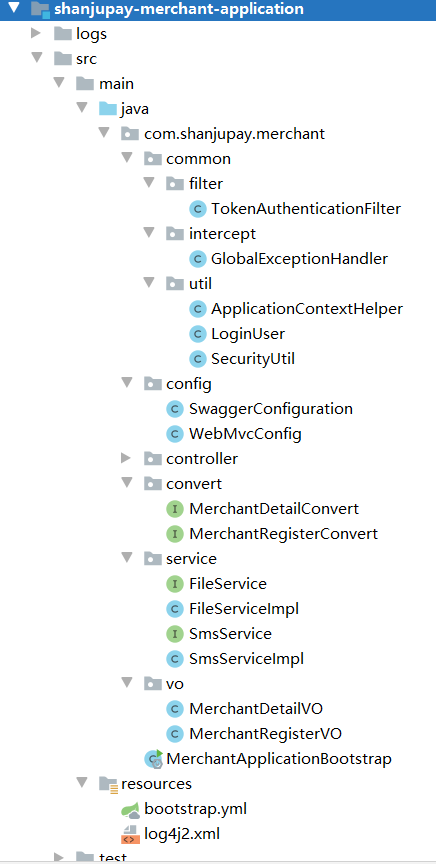 shanjupay-merchant-application
logs
src
main
java
com.shanjupay.merchant
common
filter
TokenAuthenticationFilter
intercept
GlobalExceptionHandler
util
ApplicationContextHelper
LoginUser
SecurityUtil
config
SwaggerConfiguration
WebMvcConfig
controller
convert
MerchantDetailConvert
MerchantRegisterConvert
service
FileService
FileServiceImpl
SmsService
SmsServiceImpl
vo
MerchantDetailVO
MerchantRegisterVO
MerchantApplicationBootstrap
resources
bootstrap.yml
log4j2.xml
test